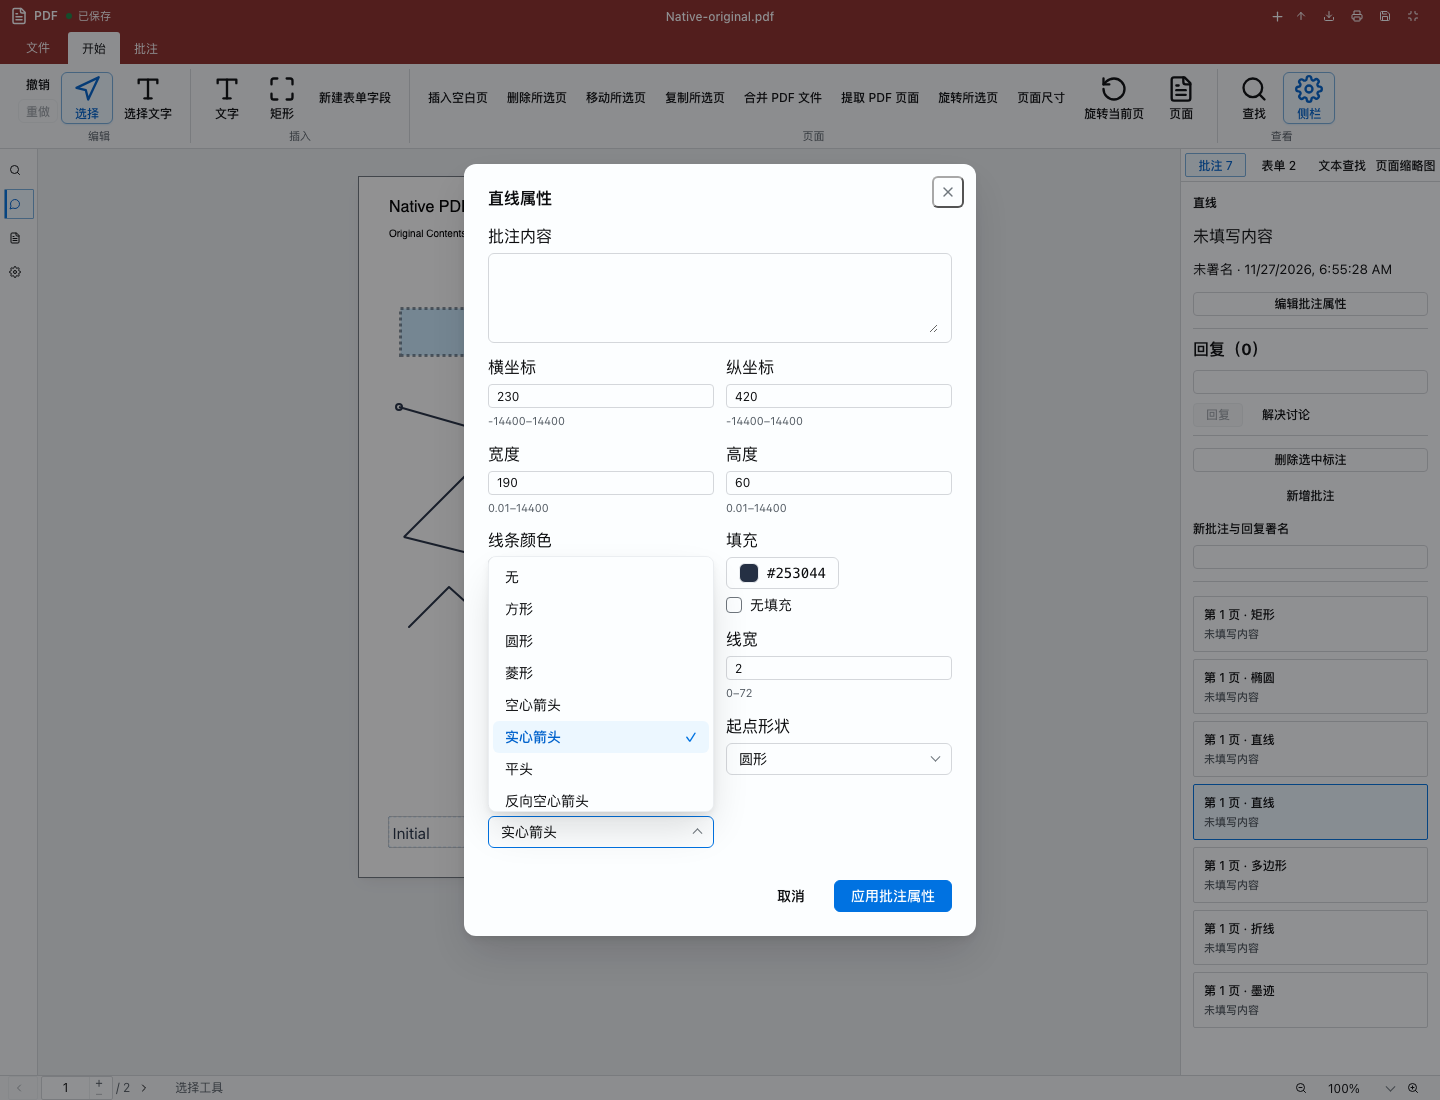 PDF 已保存
Native-original.pdf
文件 开始 批注
撤销
重做
选择
选择文字
编辑
文字
矩形
新建表单字段
插入
插入空白页 删除所选页 移动所选页 复制所选页 合并 PDF 文件 提取 PDF 页面 旋转所选页 页面尺寸
旋转当前页
页面
页面
查找
侧栏
查看
Native PD
Original Contents
Initial
直线属性
批注内容
横坐标
230
-14400–14400
纵坐标
420
-14400–14400
宽度
190
0.01–14400
高度
60
0.01–14400
线条颜色
填充
#253044
无填充
无
方形
圆形
菱形
空心箭头
实心箭头
平头
反向空心箭头
线宽
2
0–72
起点形状
圆形
实心箭头
取消 应用批注属性
批注 7 表单 2 文本查找 页面缩略图
直线
未填写内容
未署名 · 11/27/2026, 6:55:28 AM
编辑批注属性
回复（0）
回复 解决讨论
删除选中标注
新增批注
新批注与回复署名
第 1 页 · 矩形
未填写内容
第 1 页 · 椭圆
未填写内容
第 1 页 · 直线
未填写内容
第 1 页 · 直线
未填写内容
第 1 页 · 多边形
未填写内容
第 1 页 · 折线
未填写内容
第 1 页 · 墨迹
未填写内容
1 / 2 选择工具
100%